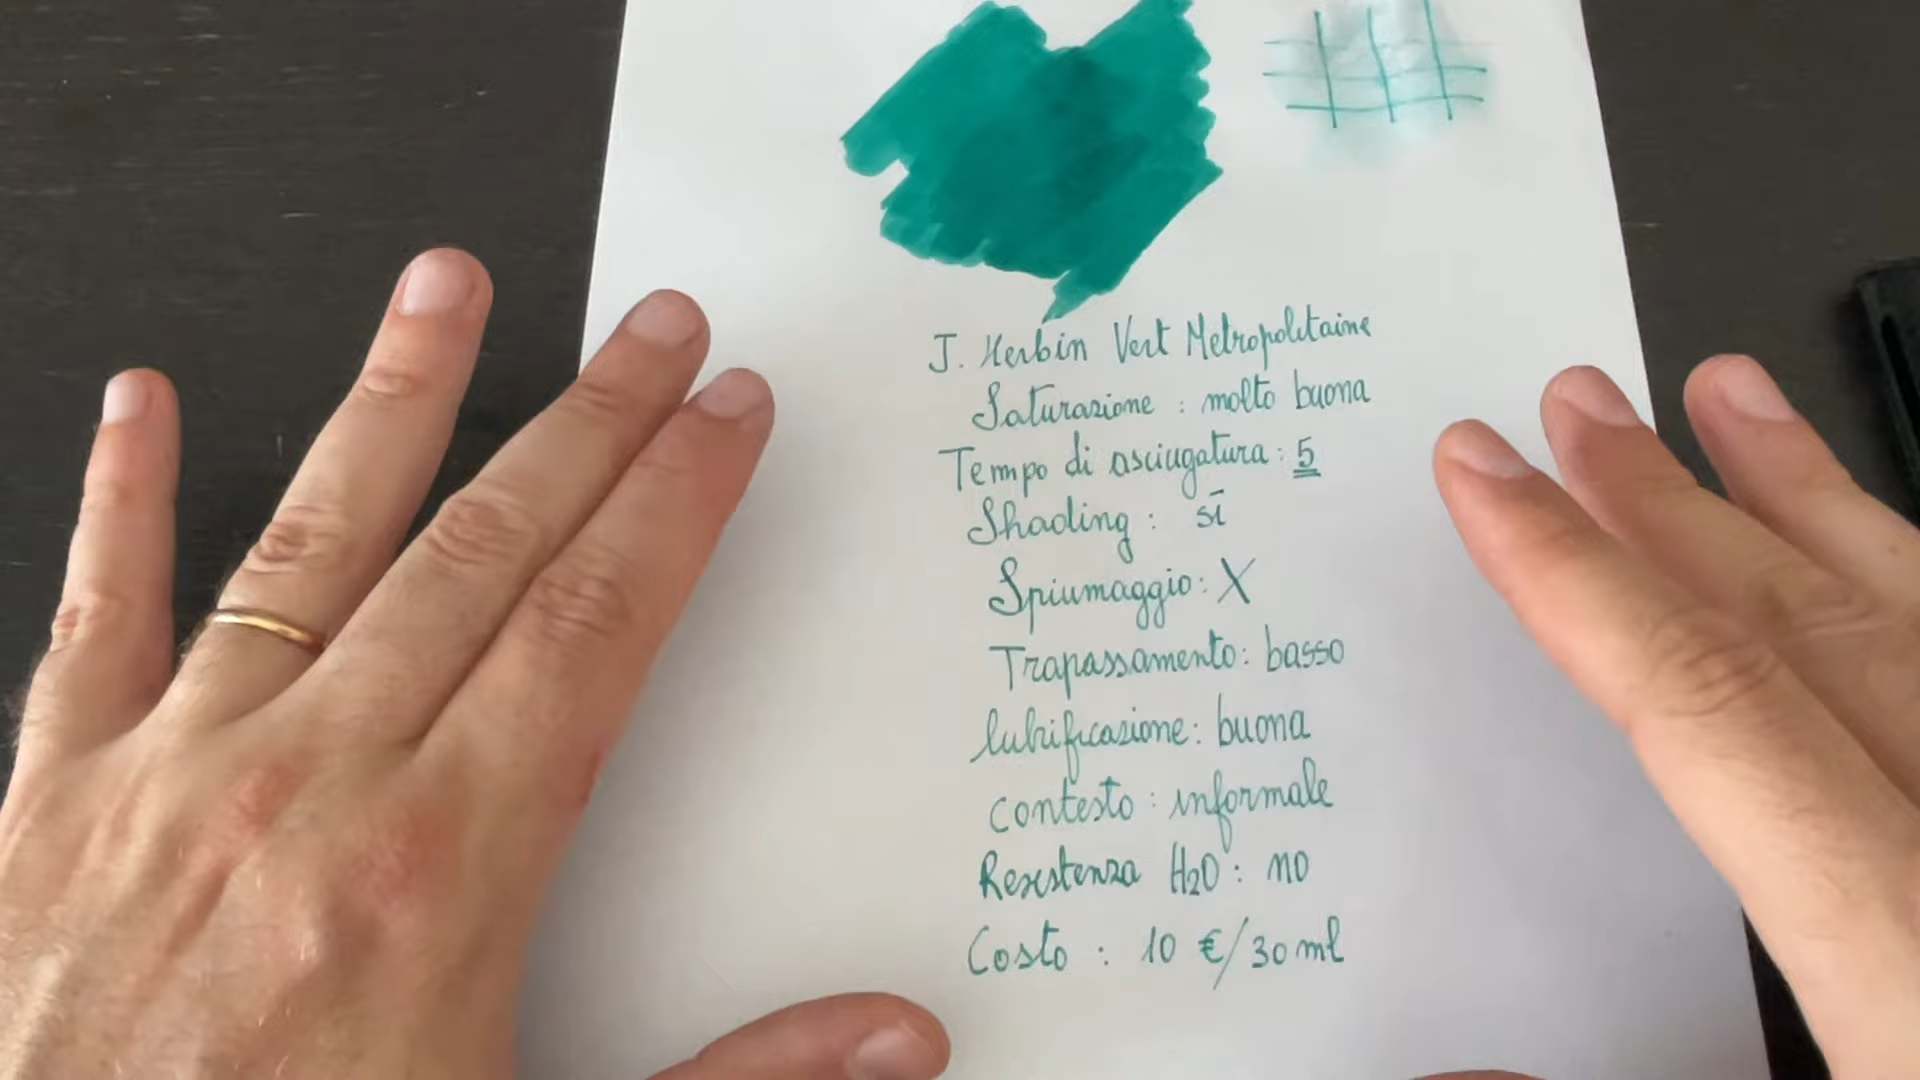 J. Herbin Vert Metropolitaine
Saturazione : molto buona
Tempo di asciugatura : 5
Shading : sì
Spiumaggio : X
Trapassamento : basso
lubrificazione : buona
contesto : informale
Resistenza H2O : no
Costo : 10 €/30 ml